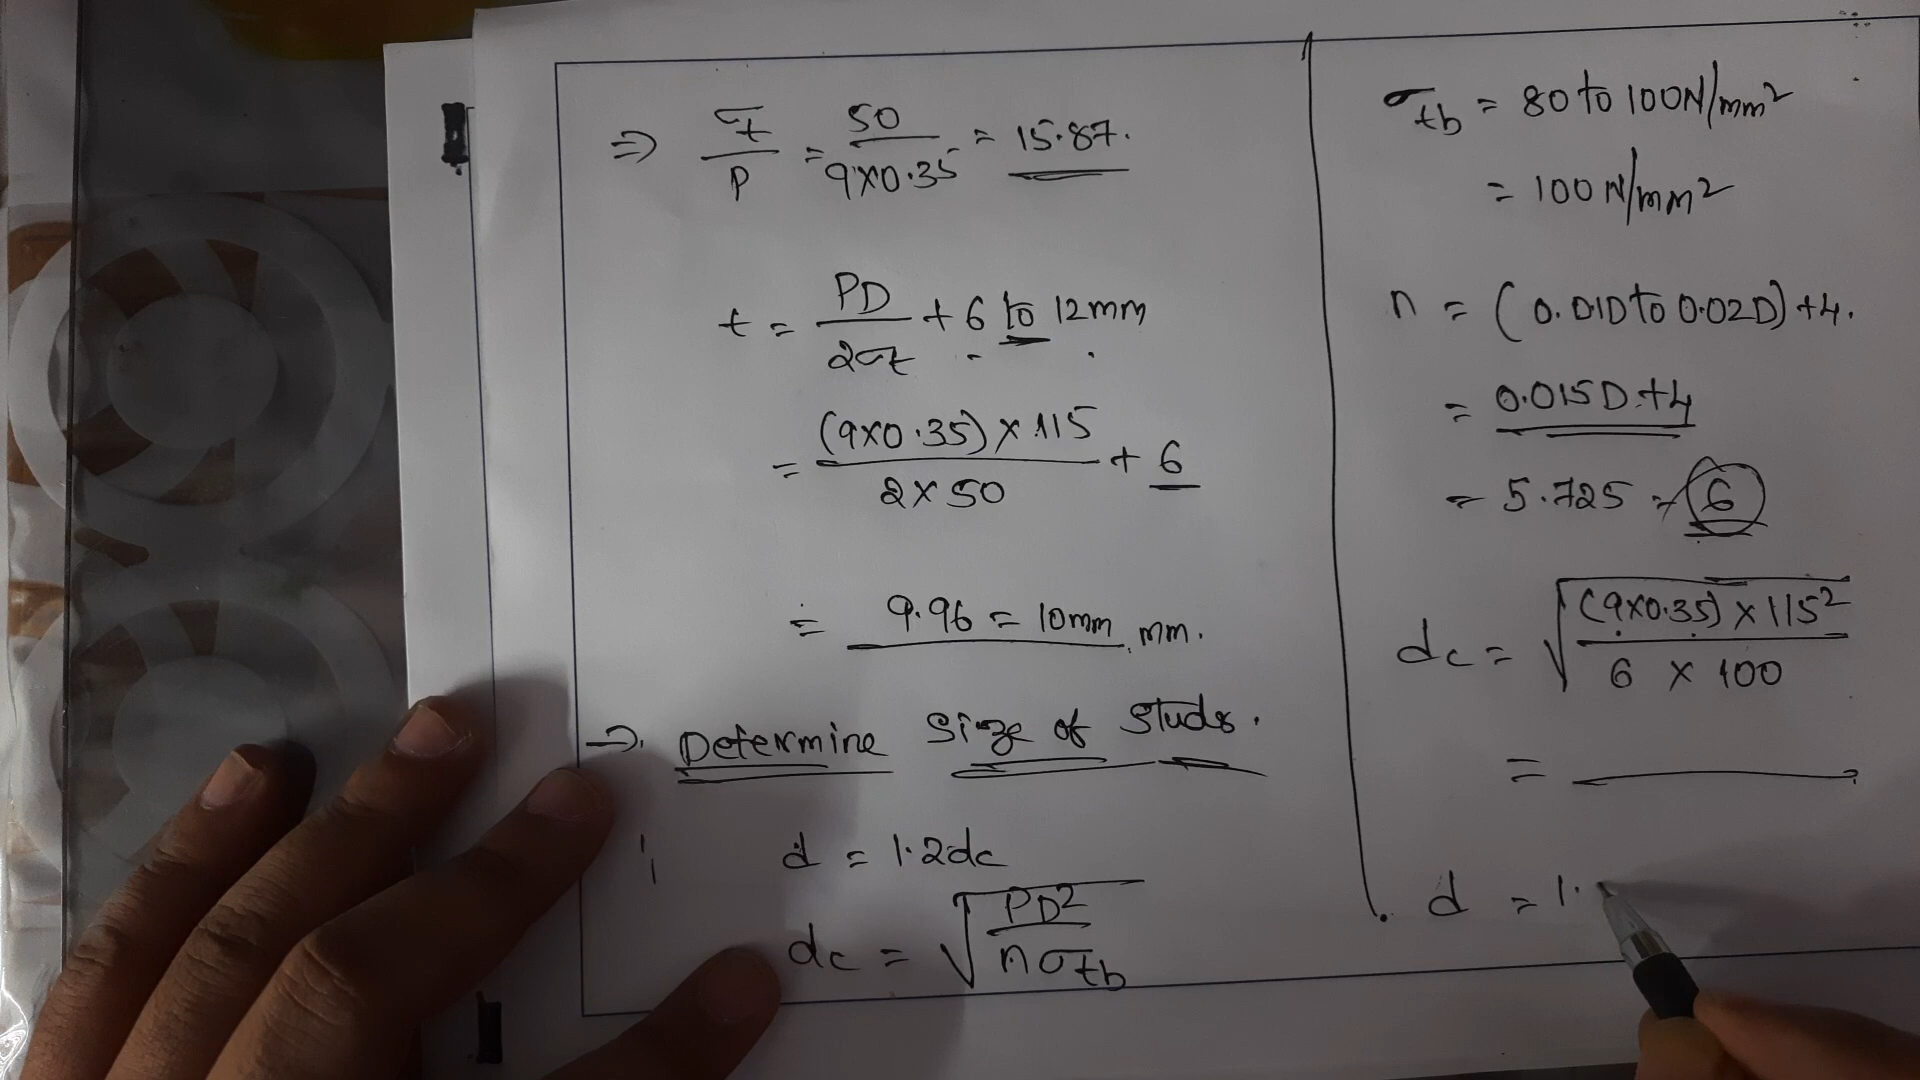 ⇒ σt/P = 50/(9×0.35) = 15.87.
t = PD/2σt + 6 to 12mm
= (9×0.35)×115/(2×50) + 6
= 9.96 = 10mm mm.
⇒ Determine Size of Studs.
d = 1.2dc
dc = √(PD²/nσtb)
σtb = 80 to 100N/mm²
= 100N/mm²
n = (0.01D to 0.02D)+4.
= 0.015D+4
= 5.725 = 6
dc = √((9×0.35)×115²/(6×100))
=
d = 1.